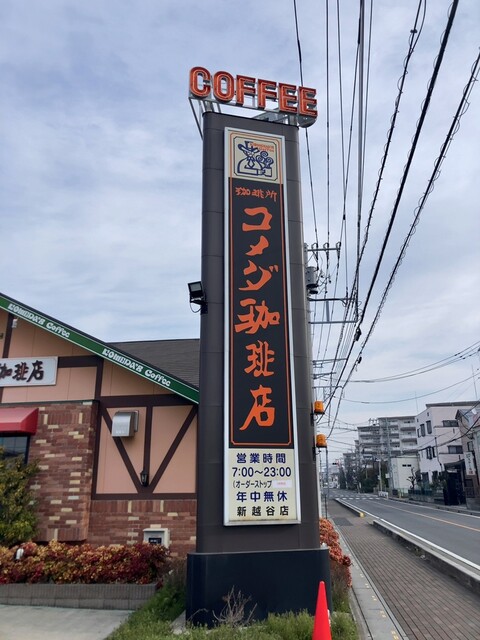 COFFEE
珈琲所
コメダ珈琲店
営業時間
7:00〜23:00
(オーダーストップ
年中無休
新越谷店
KOMEDA'S Coffee
KOMEDA'S Coffee
珈琲店